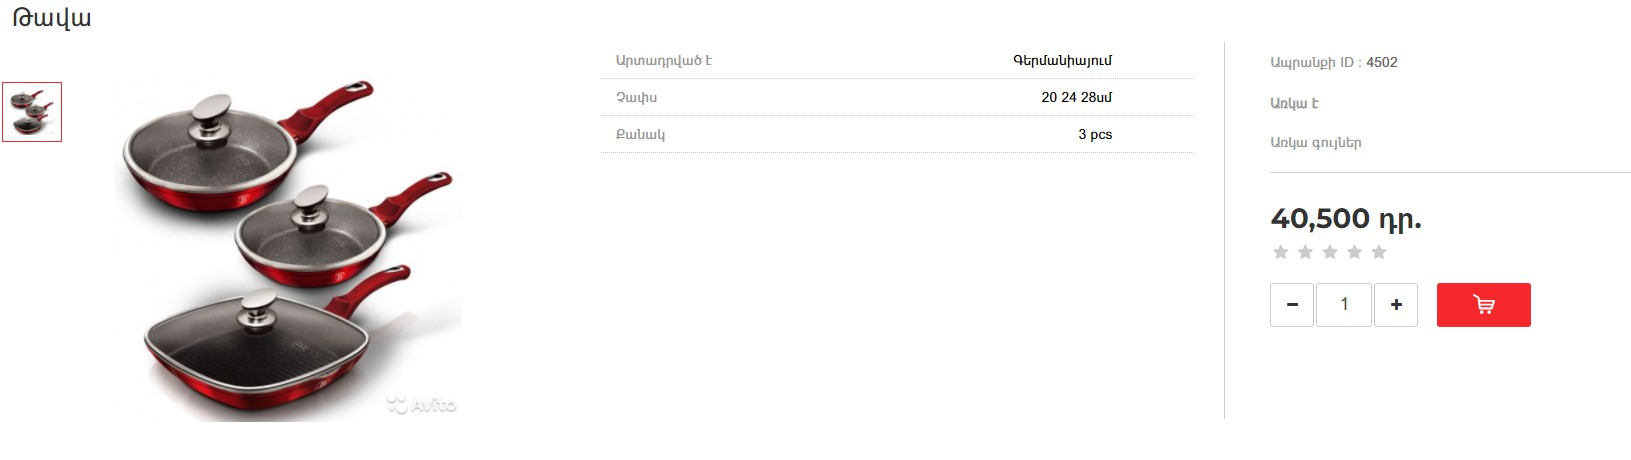 Թավա
Արտադրված է Գերմանիայում
Չափս 20 24 28սմ
Քանակ 3 pcs
Ապրանքի ID : 4502
Առկա է
Առկա գույներ
40,500 դր.
− 1 +
Avito